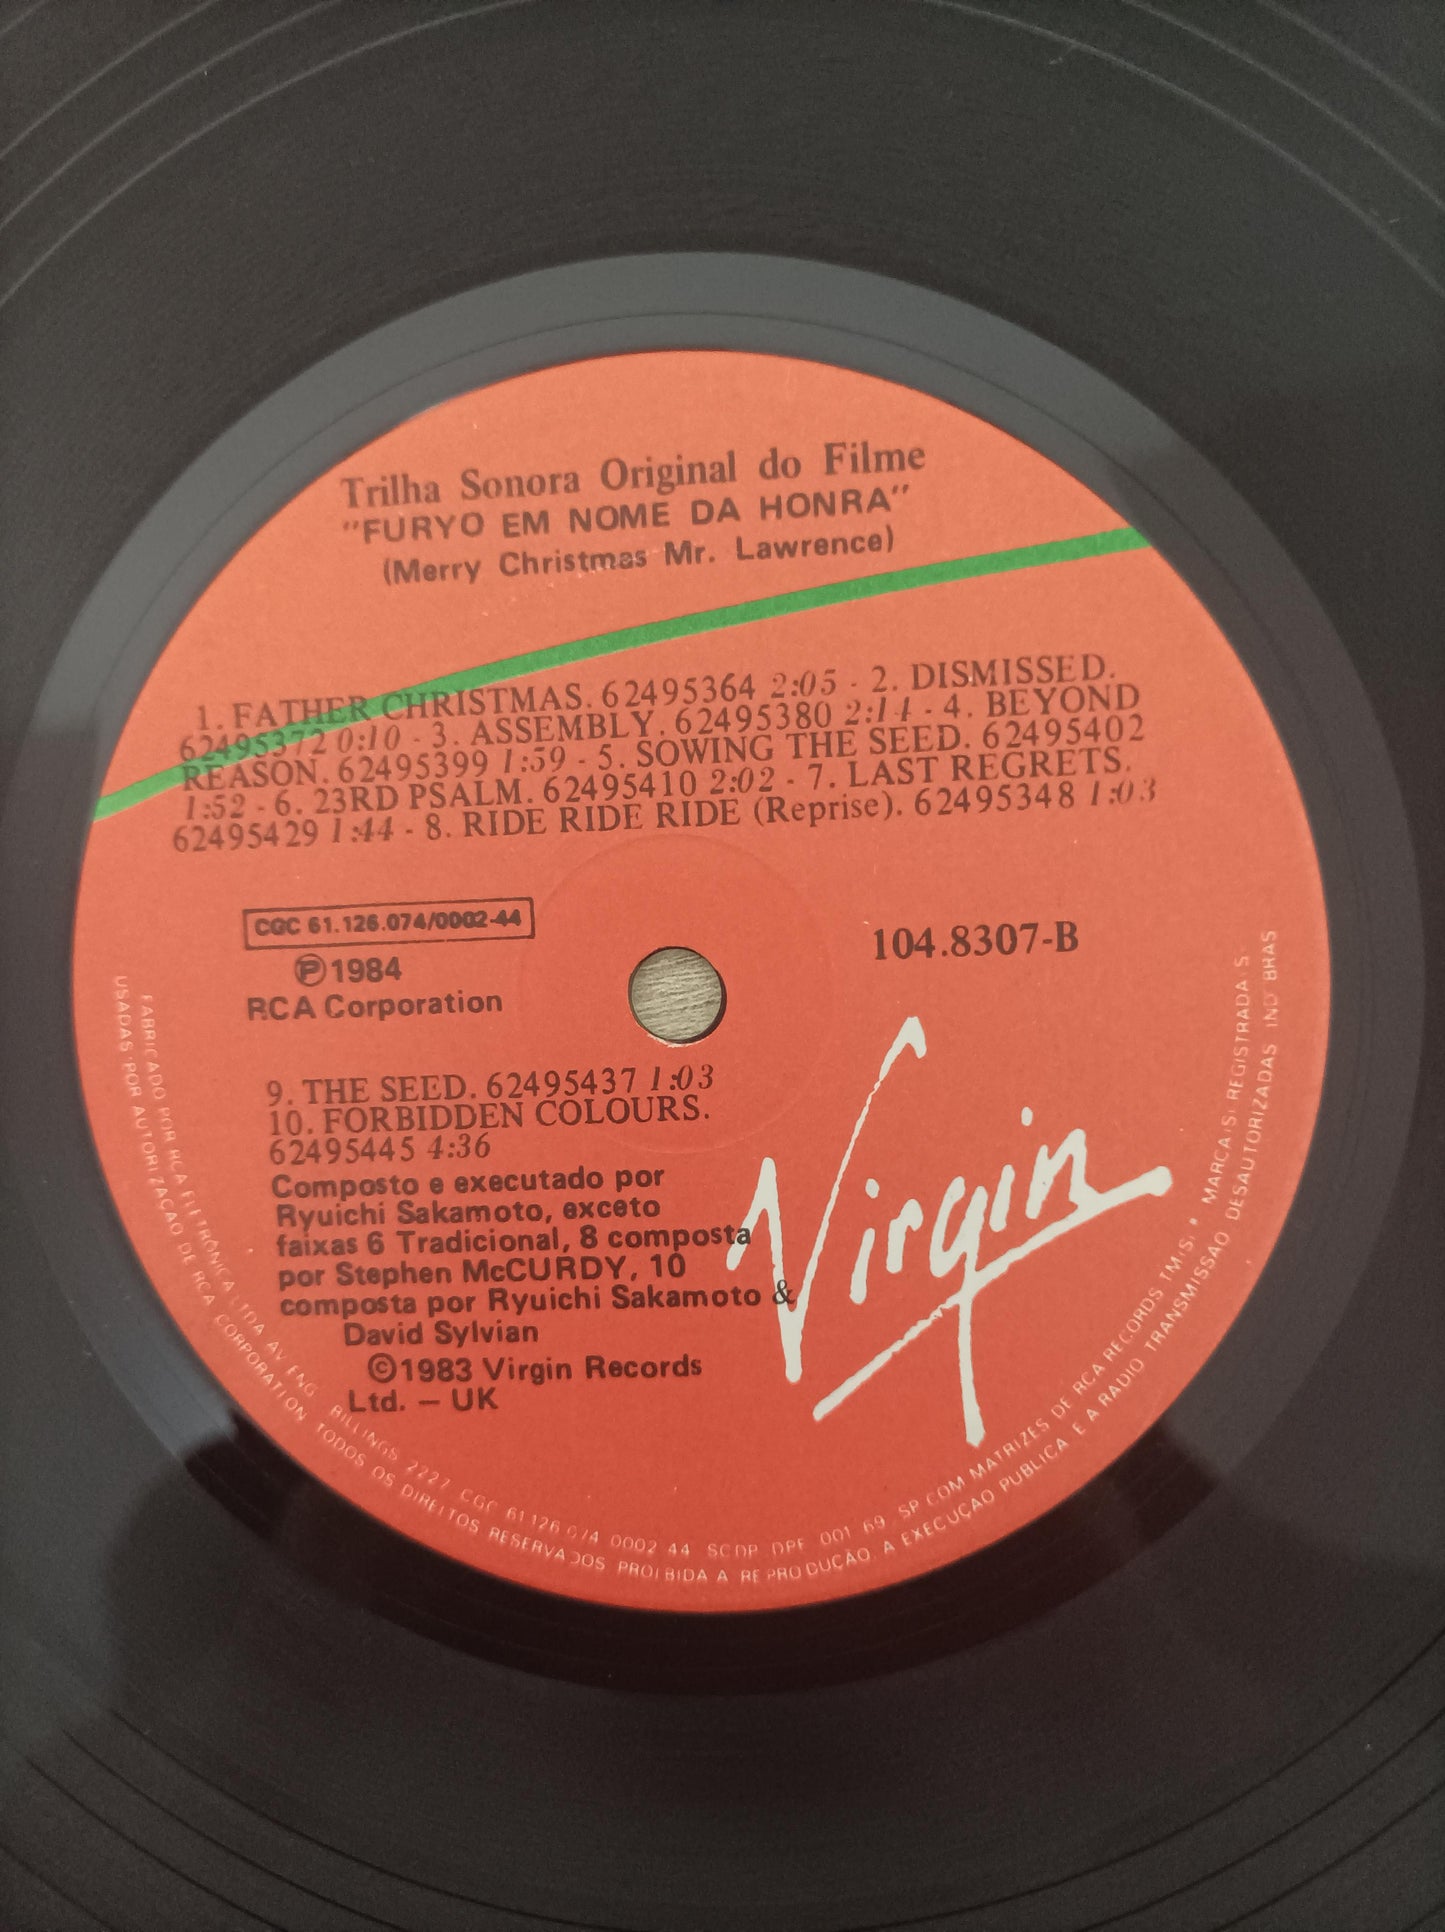 Trilha Sonora Original do Filme
"FURYO EM NOME DA HONRA"
(Merry Christmas Mr. Lawrence)
1. FATHER CHRISTMAS. 62495364 2:05 - 2. DISMISSED.
62495372 0:10 - 3. ASSEMBLY. 62495380 2:14 - 4. BEYOND
REASON. 62495399 1:59 - 5. SOWING THE SEED. 62495402
1:52 - 6. 23RD PSALM. 62495410 2:02 - 7. LAST REGRETS.
62495429 1:44 - 8. RIDE RIDE RIDE (Reprise). 62495348 1:03
CGC 61.126.074/0002-44
Ⓟ1984
RCA Corporation
104.8307-B
9. THE SEED. 62495437 1:03
10. FORBIDDEN COLOURS.
62495445 4:36
Composto e executado por
Ryuichi Sakamoto, exceto
faixas 6 Tradicional, 8 composta
por Stephen McCURDY, 10
composta por Ryuichi Sakamoto &
David Sylvian
©1983 Virgin Records
Ltd. – UK
Virgin
FABRICADO POR RCA ELETRÔNICA LTDA AV ENG BILLINGS 2227 CGC 61 126 074 0002 44 SCDP DPF 001 69 SP COM MATRIZES DE RCA RECORDS TM(S) ® MARCA(S) REGISTRADA S
USADAS POR AUTORIZAÇÃO DE RCA CORPORATION TODOS OS DIREITOS RESERVADOS PROIBIDA A REPRODUÇÃO, A EXECUÇÃO PUBLICA E A RADIO TRANSMISSÃO DESAUTORIZADAS IND BRAS